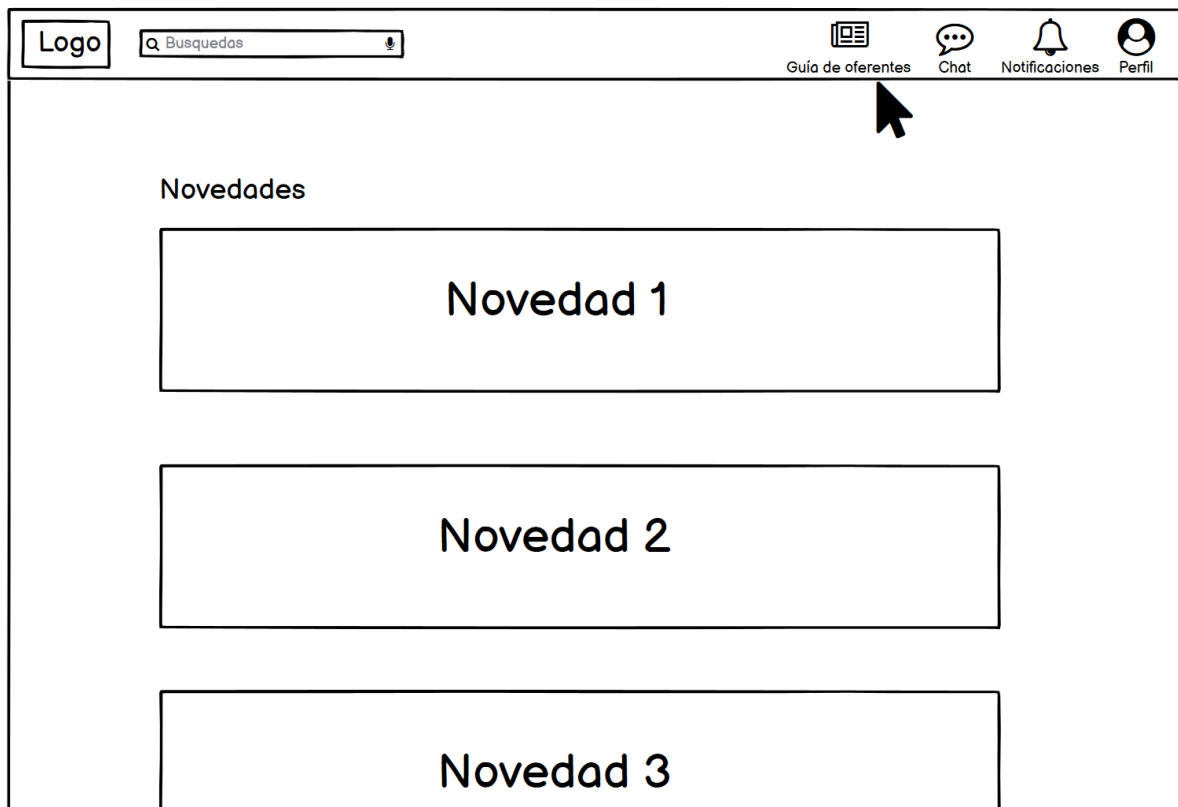 Logo
Busquedas
Guía de oferentes
Chat
Notificaciones
Perfil
Novedades
Novedad 1
Novedad 2
Novedad 3